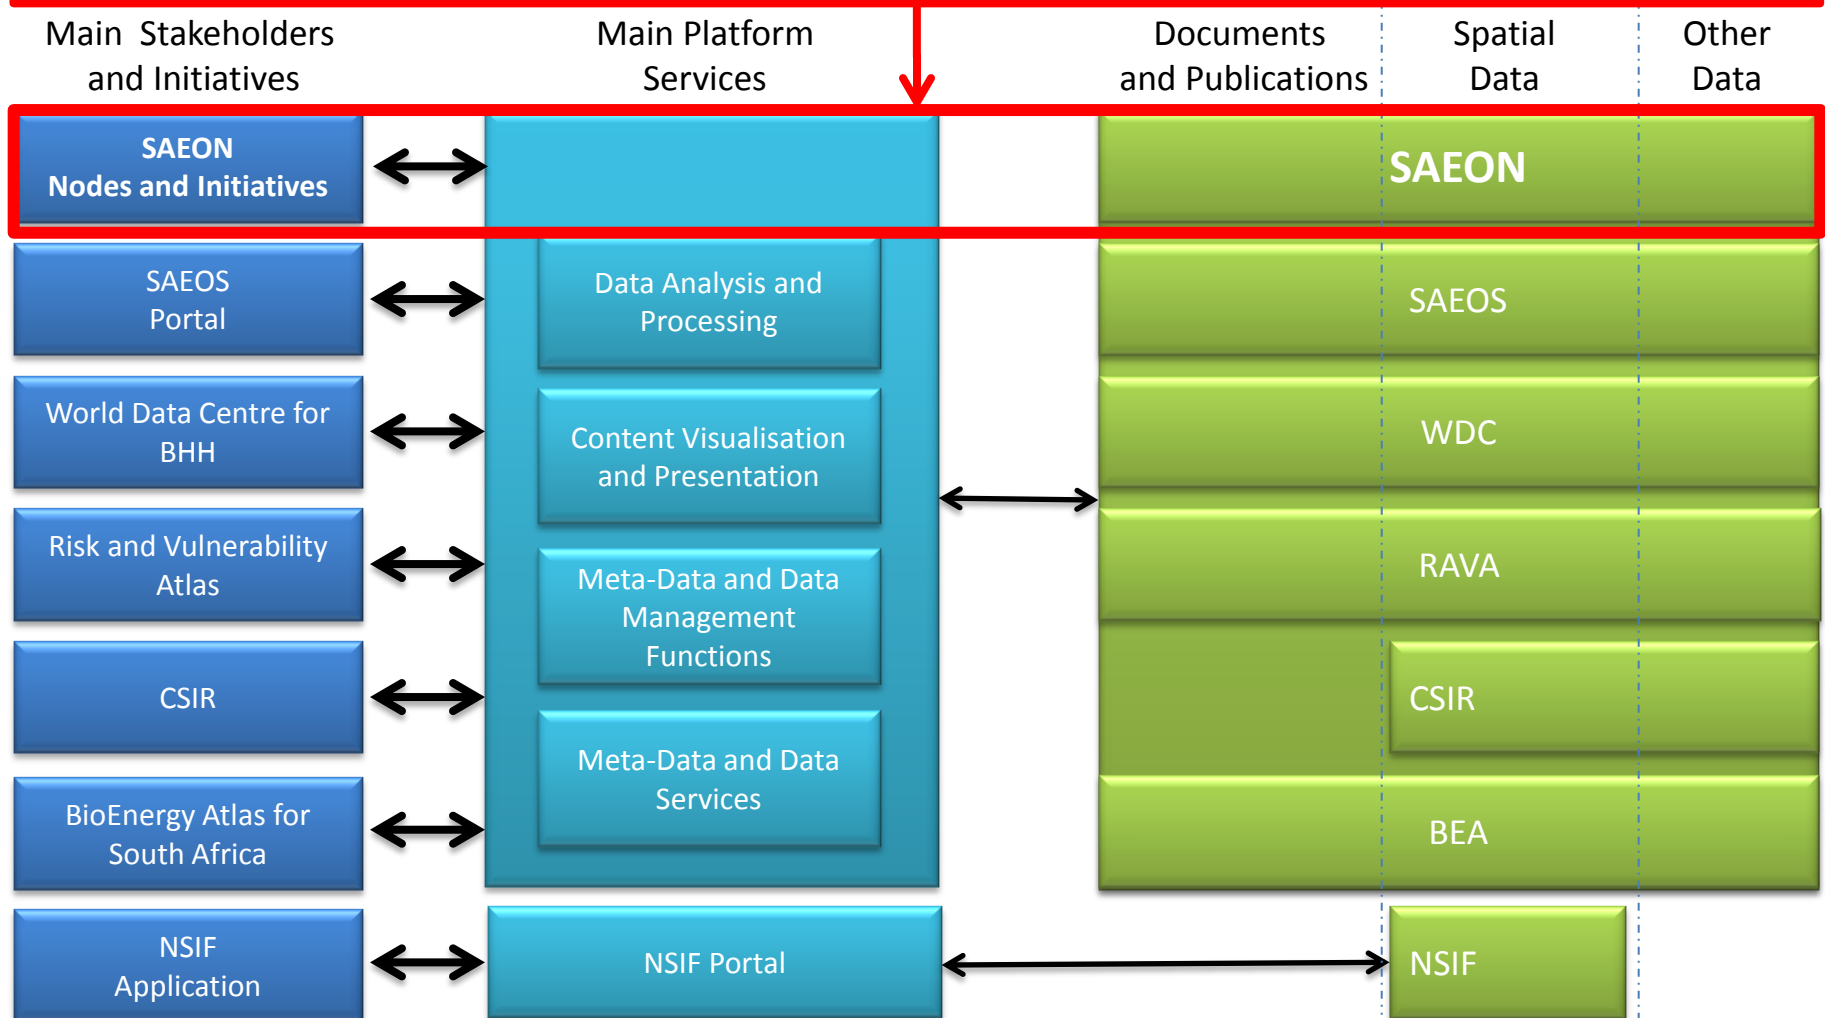 Main Stakeholders
and Initiatives
Main Platform
Services
Documents
and Publications
Spatial
Data
Other
Data
SAEON
Nodes and Initiatives
SAEON
SAEOS
Portal
Data Analysis and
Processing
SAEOS
World Data Centre for
BHH
Content Visualisation
and Presentation
WDC
Risk and Vulnerability
Atlas
Meta-Data and Data
Management
Functions
RAVA
CSIR
Meta-Data and Data
Services
CSIR
BioEnergy Atlas for
South Africa
BEA
NSIF
Application
NSIF Portal
NSIF